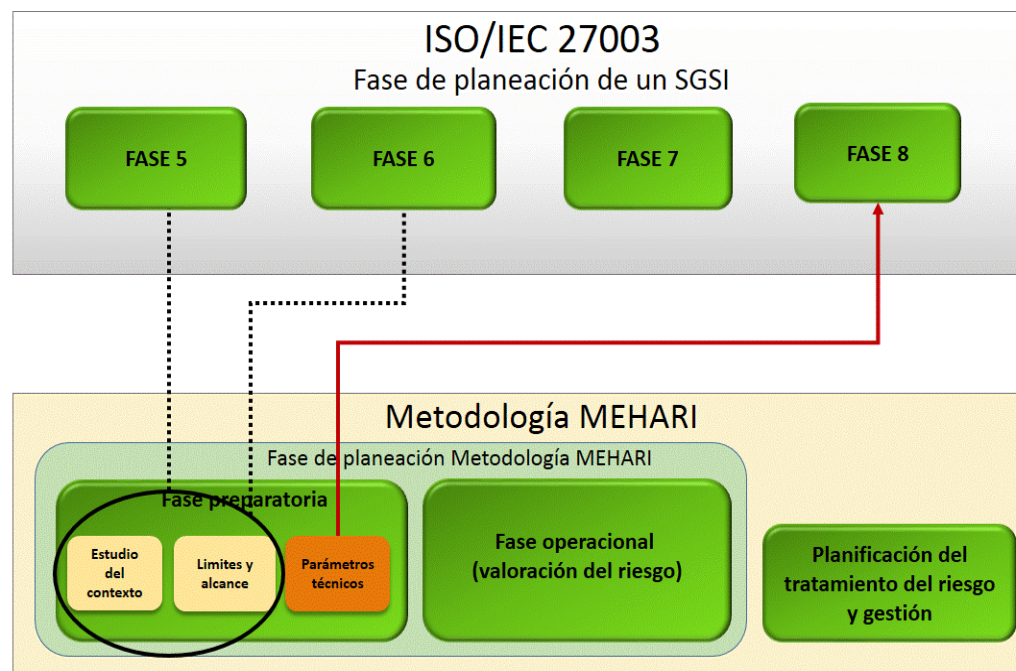 ISO/IEC 27003
Fase de planeación de un SGSI
FASE 5
FASE 6
FASE 7
FASE 8
Metodología MEHARI
Fase de planeación Metodología MEHARI
Fase preparatoria
Estudio
del
contexto
Limites y
alcance
Parámetros
técnicos
Fase operacional
(valoración del riesgo)
Planificación del
tratamiento del riesgo
y gestión